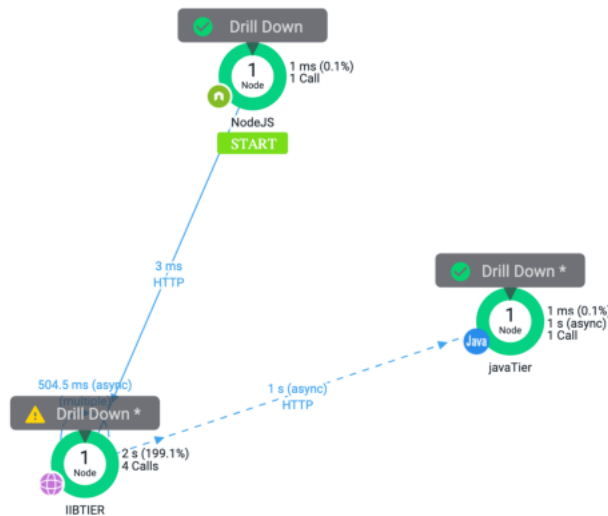 Drill Down
1
Node
1 ms (0.1%)
1 Call
NodeJS
START
3 ms
HTTP
Drill Down *
1
Node
1 ms (0.1%)
1 s (async)
1 Call
Java
javaTier
1 s (async)
HTTP
504.5 ms (async)
(multiple)
Drill Down *
1
Node
2 s (199.1%)
4 Calls
IIBTIER